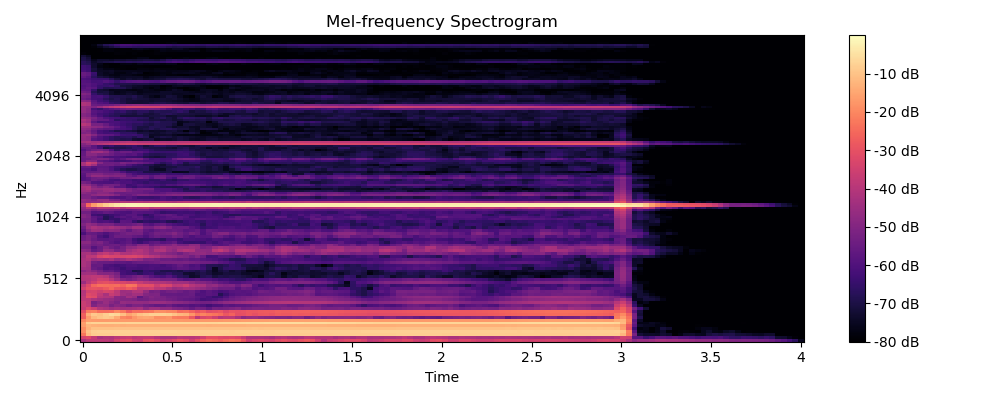 Mel-frequency Spectrogram
4096
2048
1024
512
0
Hz
0
0.5
1
1.5
2
2.5
3
3.5
4
Time
-10 dB
-20 dB
-30 dB
-40 dB
-50 dB
-60 dB
-70 dB
-80 dB